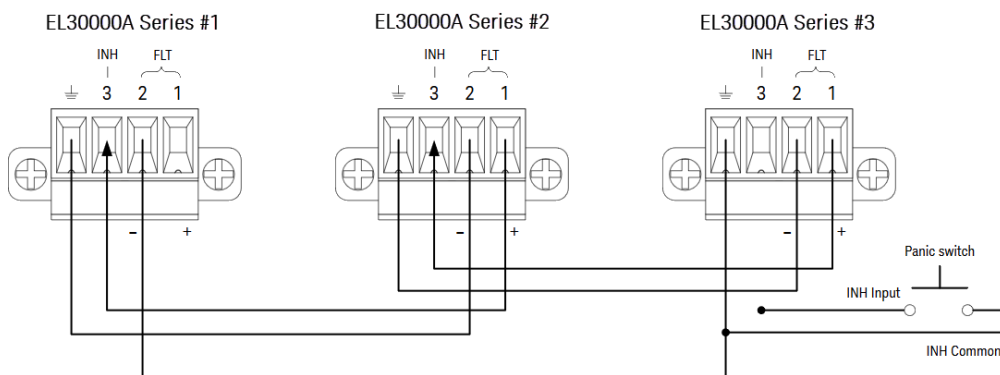 EL30000A Series #1
EL30000A Series #2
EL30000A Series #3
INH FLT
INH FLT
INH FLT
3 2 1
3 2 1
3 2 1
– +
– +
– +
Panic switch
INH Input
INH Common